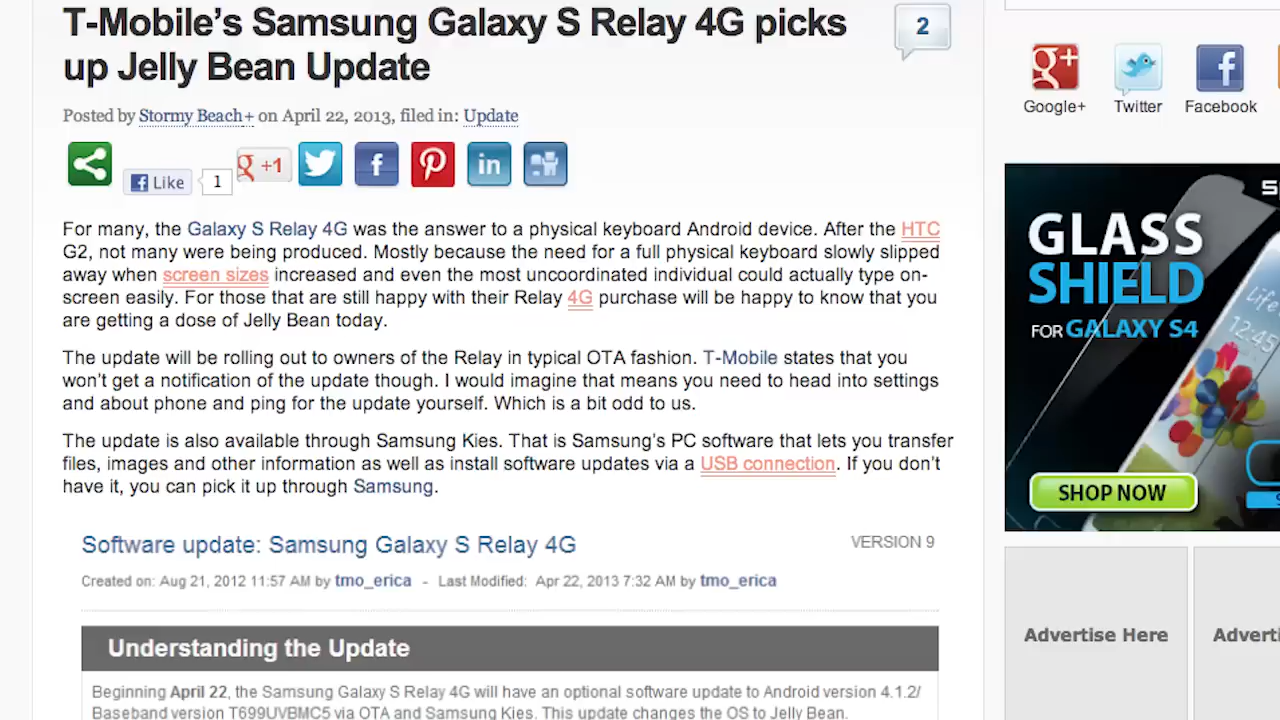 T-Mobile’s Samsung Galaxy S Relay 4G picks
up Jelly Bean Update
2
Posted by Stormy Beach+ on April 22, 2013, filed in: Update
Like 1
g +1
For many, the Galaxy S Relay 4G was the answer to a physical keyboard Android device. After the HTC
G2, not many were being produced. Mostly because the need for a full physical keyboard slowly slipped
away when screen sizes increased and even the most uncoordinated individual could actually type on-
screen easily. For those that are still happy with their Relay 4G purchase will be happy to know that you
are getting a dose of Jelly Bean today.
The update will be rolling out to owners of the Relay in typical OTA fashion. T-Mobile states that you
won’t get a notification of the update though. I would imagine that means you need to head into settings
and about phone and ping for the update yourself. Which is a bit odd to us.
The update is also available through Samsung Kies. That is Samsung’s PC software that lets you transfer
files, images and other information as well as install software updates via a USB connection. If you don’t
have it, you can pick it up through Samsung.
Software update: Samsung Galaxy S Relay 4G
VERSION 9
Created on: Aug 21, 2012 11:57 AM by tmo_erica - Last Modified: Apr 22, 2013 7:32 AM by tmo_erica
Understanding the Update
Beginning April 22, the Samsung Galaxy S Relay 4G will have an optional software update to Android version 4.1.2/
Baseband version T699UVBMC5 via OTA and Samsung Kies. This update changes the OS to Jelly Bean.
Google+ Twitter Facebook
GLASS
SHIELD
FOR GALAXY S4
Life
12:45
SHOP NOW
Advertise Here